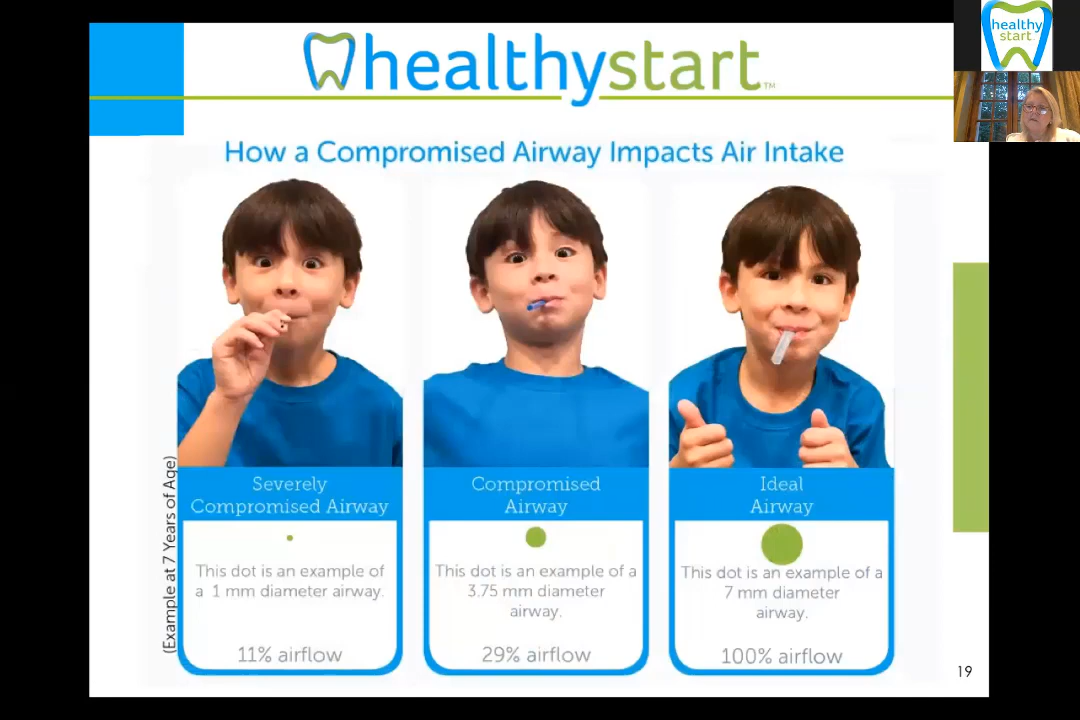 healthystart™
healthy
start
How a Compromised Airway Impacts Air Intake
(Example at 7 Years of Age)
Severely
Compromised Airway
This dot is an example of
a 1 mm diameter airway.
11% airflow
Compromised
Airway
This dot is an example of a
3.75 mm diameter
airway.
29% airflow
Ideal
Airway
This dot is an example of a
7 mm diameter
airway.
100% airflow
19